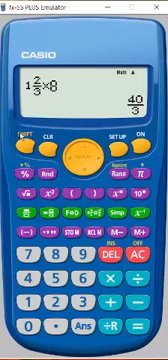 fx-55 PLUS Emulator
CASIO
Math ▲
1 2/3 ×8
40/3
SHIFT CLR SET UP ON
% Rnd Ran# π
√ x² ( ) xʸ 10ˣ
Simp x⁻¹
(−) STO M RCL M
INS OFF
7 8 9 DEL AC
4 5 6 × ÷
1 2 3 + −
0 • Ans ÷R =